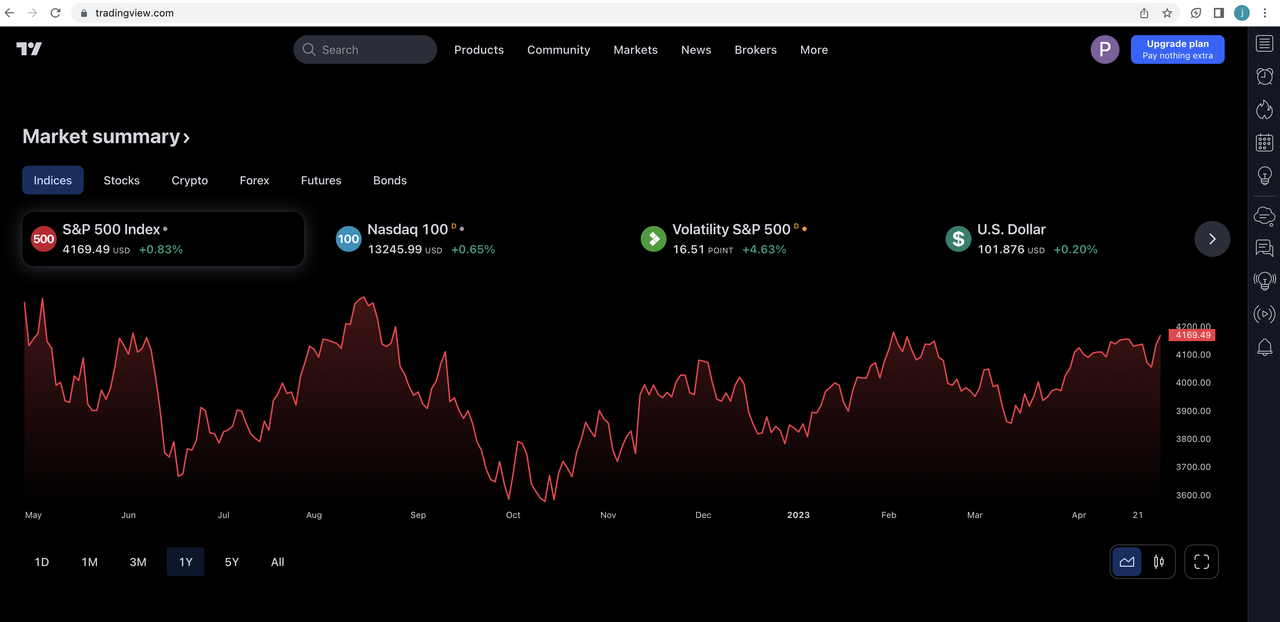 tradingview.com
j
TV
Search
Products
Community
Markets
News
Brokers
More
P
Upgrade plan
Pay nothing extra
Market summary
Indices
Stocks
Crypto
Forex
Futures
Bonds
500
S&P 500 Index
4169.49 USD +0.83%
100
Nasdaq 100 D
13245.99 USD +0.65%
Volatility S&P 500 D
16.51 POINT +4.63%
$
U.S. Dollar
101.876 USD +0.20%
4200.00
4169.49
4100.00
4000.00
3900.00
3800.00
3700.00
3600.00
May Jun Jul Aug Sep Oct Nov Dec 2023 Feb Mar Apr 21
1D 1M 3M 1Y 5Y All